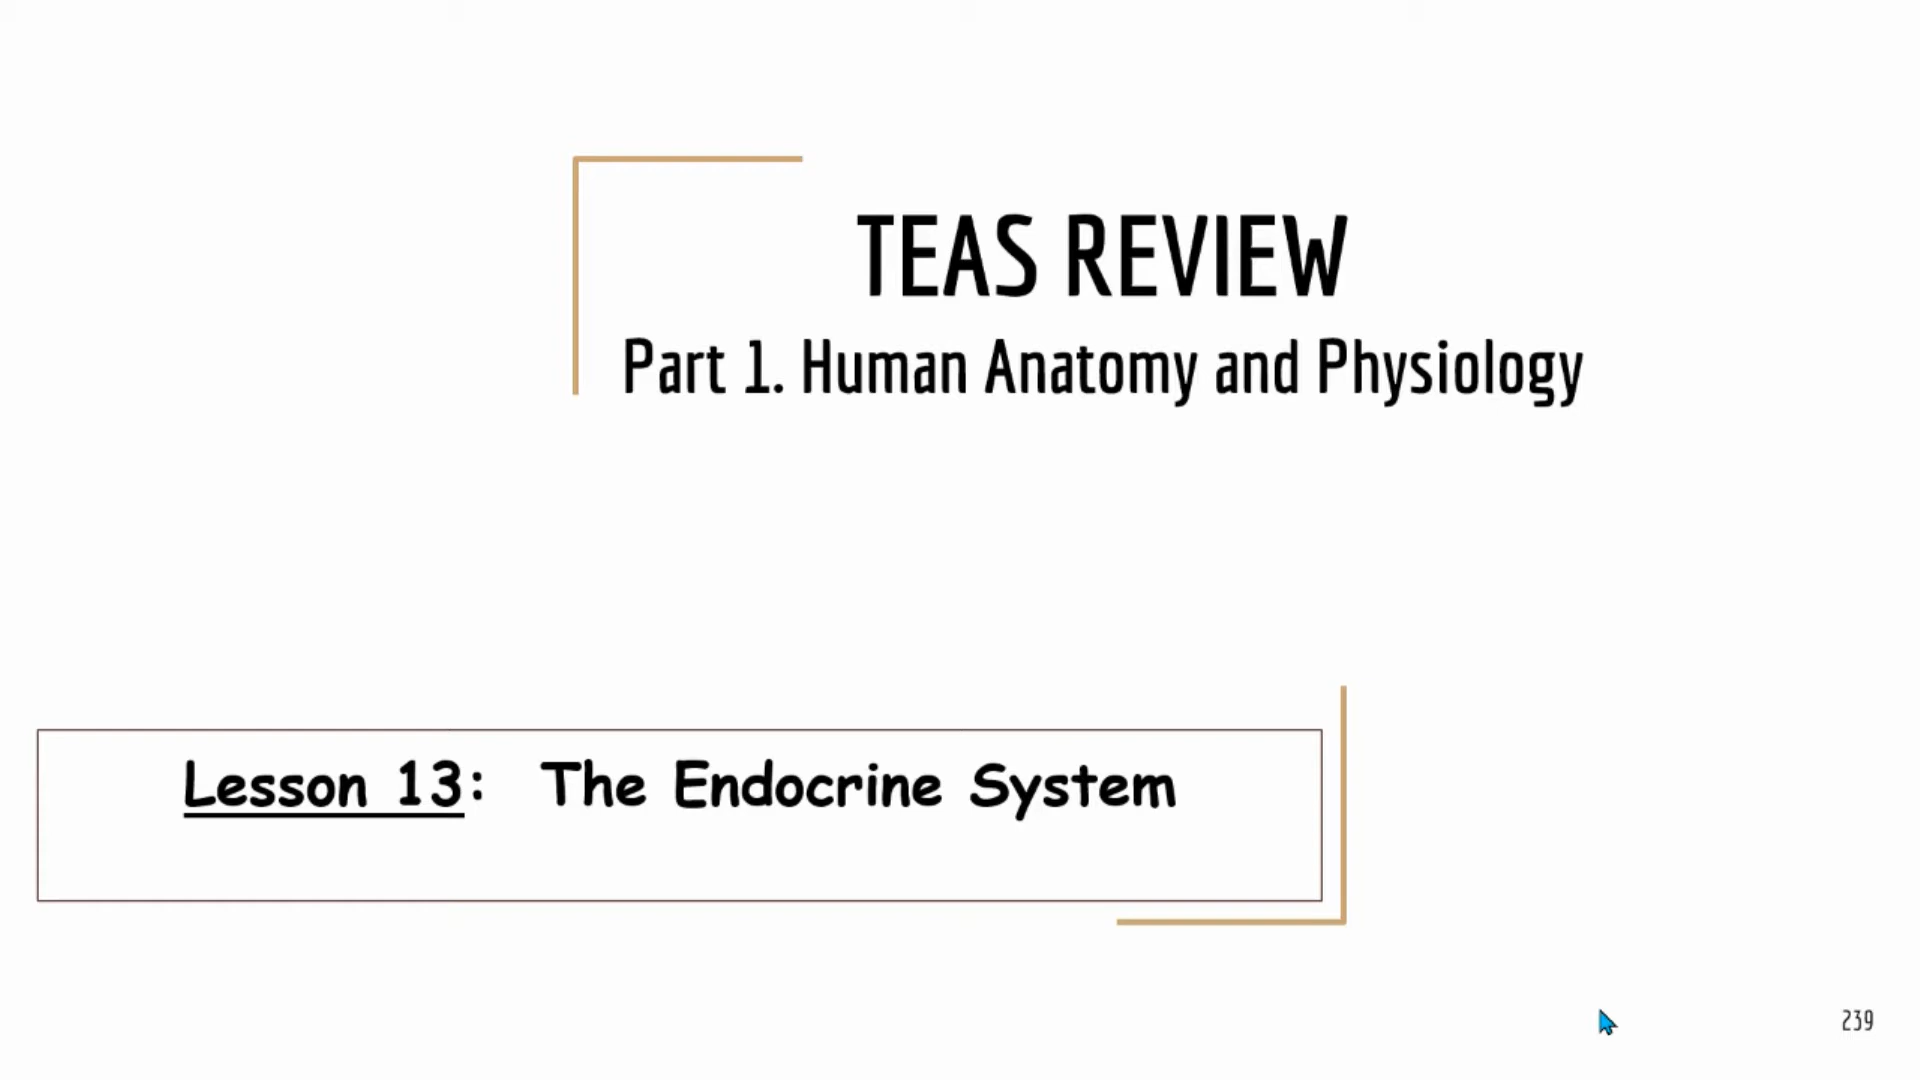 TEAS REVIEW
Part 1. Human Anatomy and Physiology
Lesson 13: The Endocrine System
239